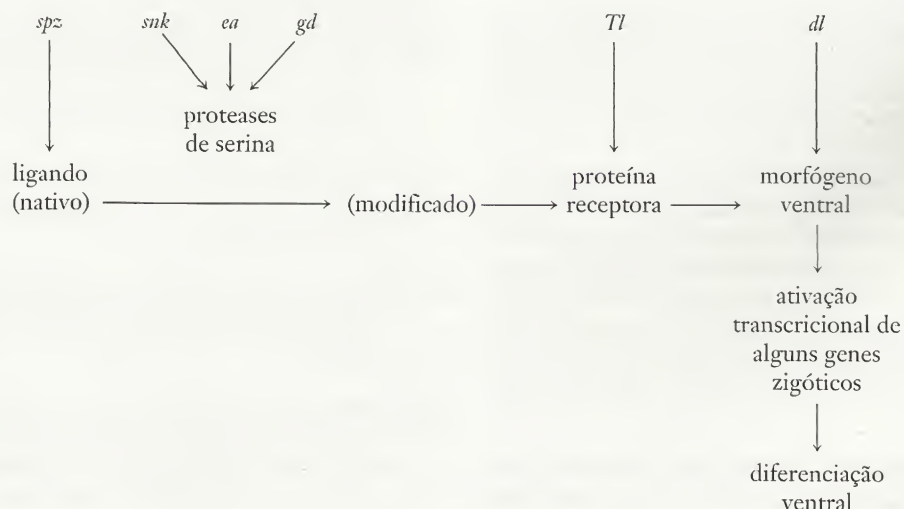 spz snk ea gd Tl dl
proteases
de serina
ligando
(nativo)
(modificado)
proteína
receptora
morfógeno
ventral
ativação
transcricional de
alguns genes
zigóticos
diferenciação
ventral